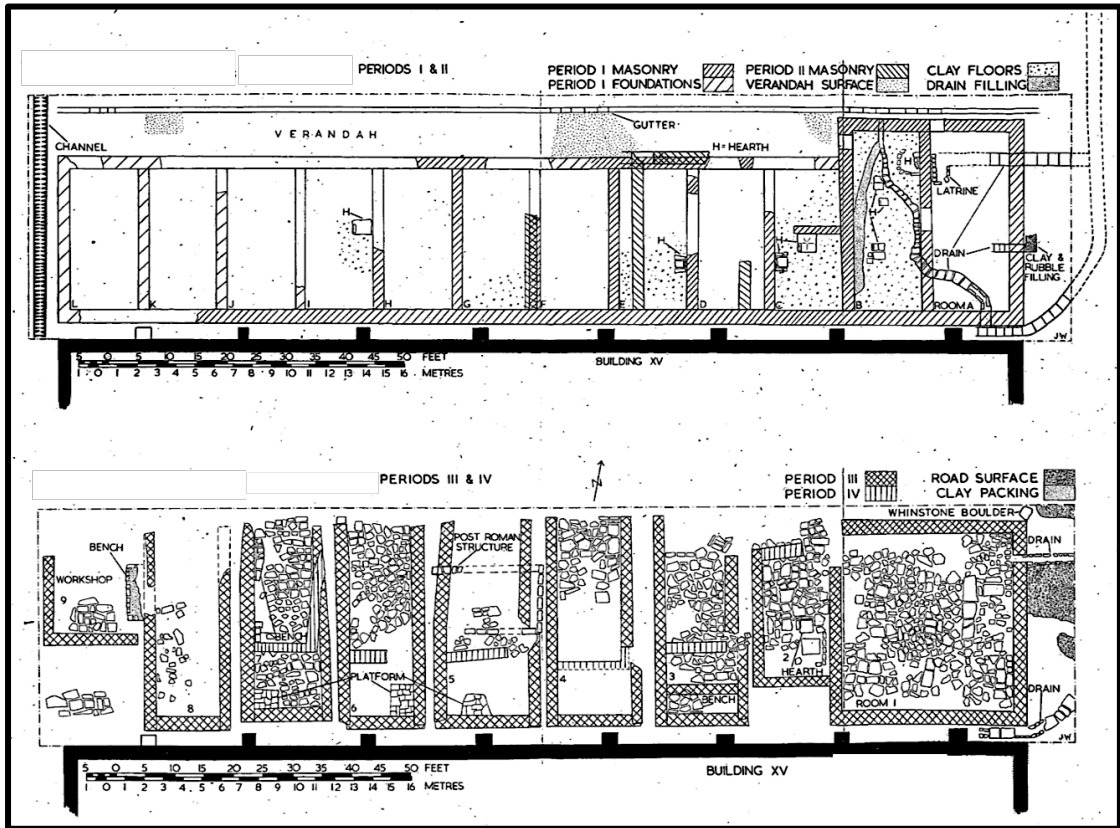 PERIODS I & II
PERIOD I MASONRY
PERIOD I FOUNDATIONS
PERIOD II MASONRY
VERANDAH SURFACE
CLAY FLOORS
DRAIN FILLING
CHANNEL
VERANDAH
GUTTER
H=HEARTH
H
H
H
H
H
LATRINE
DRAIN
CLAY &
RUBBLE
FILLING
L
K
J
I
H
G
F
E
D
C
B
ROOM A
JW
5 0 5 10 15 20 25 30 35 40 45 50 FEET
1 0 1 2 3 4 5 6 7 8 9 10 11 12 13 14 15 16 METRES
BUILDING XV
PERIODS III & IV
N
PERIOD III
PERIOD IV
ROAD SURFACE
CLAY PACKING
WHINSTONE BOULDER
BENCH
WORKSHOP
9
POST ROMAN
STRUCTURE
DRAIN
BENCH
PLATFORM
8
6
5
4
3
BENCH
2
HEARTH
ROOM 1
DRAIN
JW
5 0 5 10 15 20 25 30 35 40 45 50 FEET
1 0 1 2 3 4 5 6 7 8 9 10 11 12 13 14 15 16 METRES
BUILDING XV